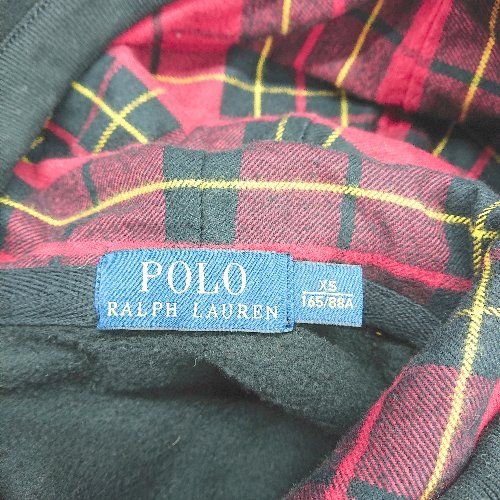 POLO
RALPH LAUREN
XS
165/88A